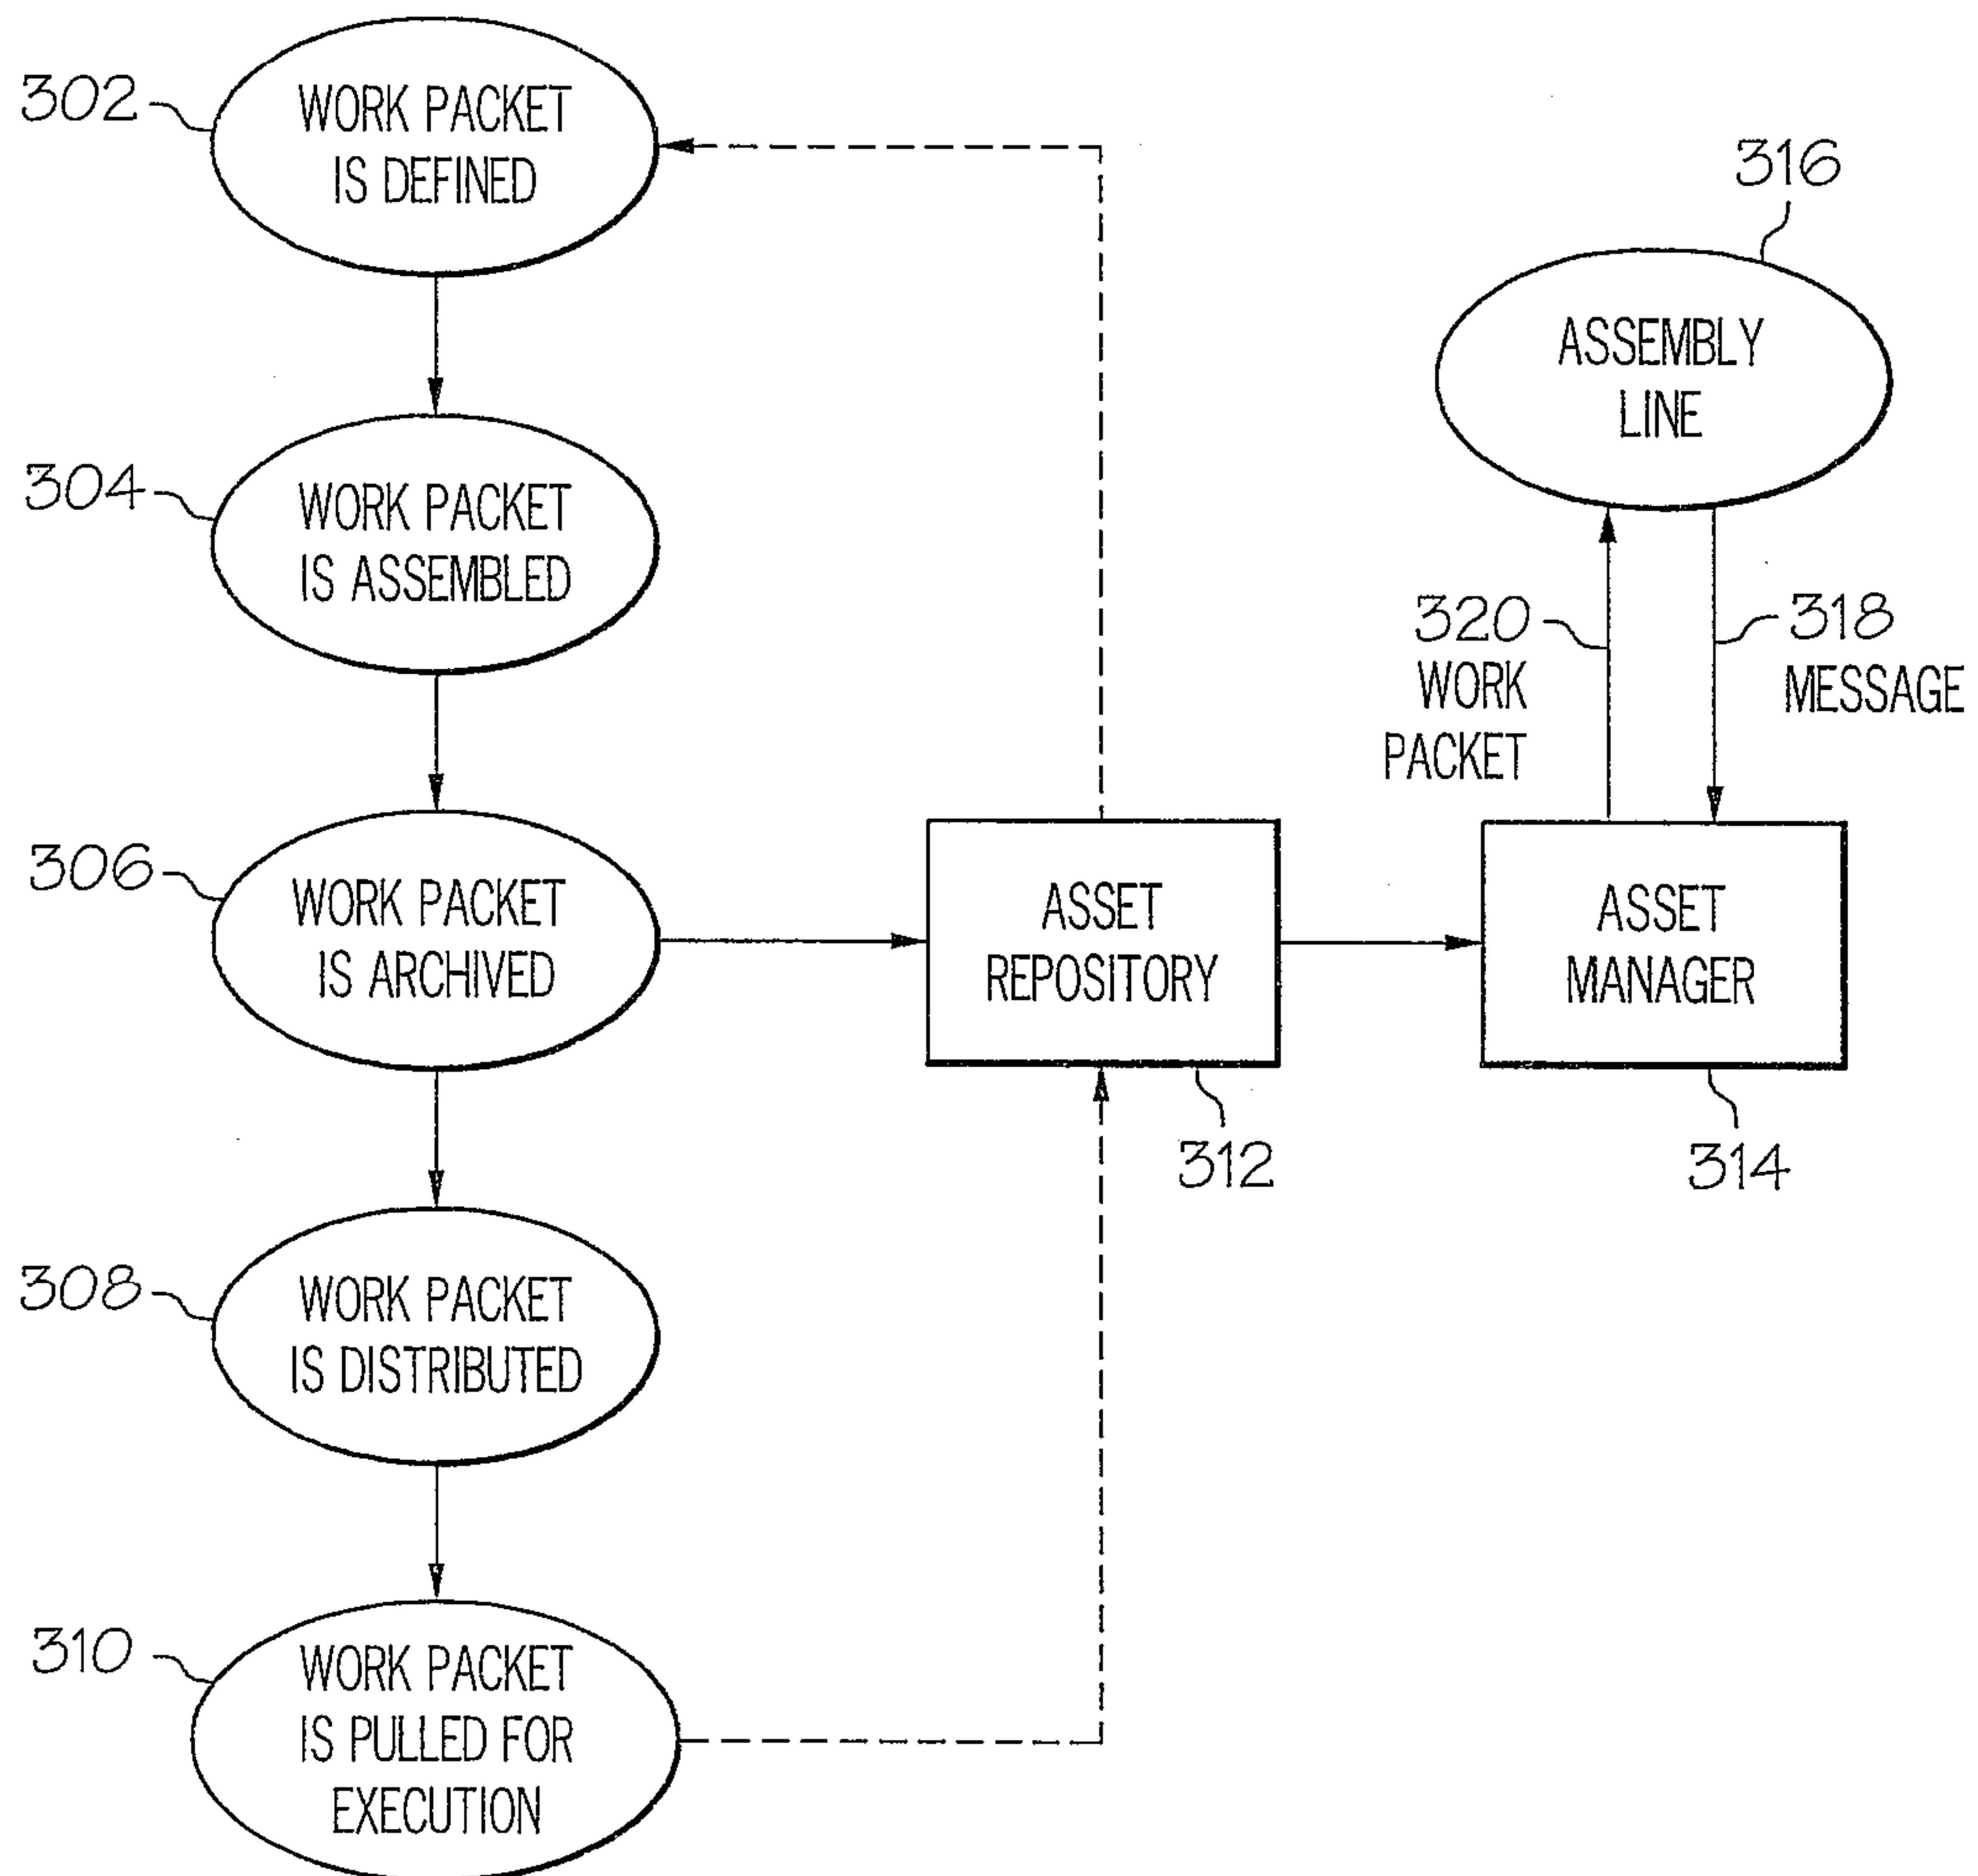 302
WORK PACKET
IS DEFINED
304
WORK PACKET
IS ASSEMBLED
306
WORK PACKET
IS ARCHIVED
308
WORK PACKET
IS DISTRIBUTED
310
WORK PACKET
IS PULLED FOR
EXECUTION
ASSET
REPOSITORY
312
316
ASSEMBLY
LINE
320
WORK
PACKET
318
MESSAGE
ASSET
MANAGER
314